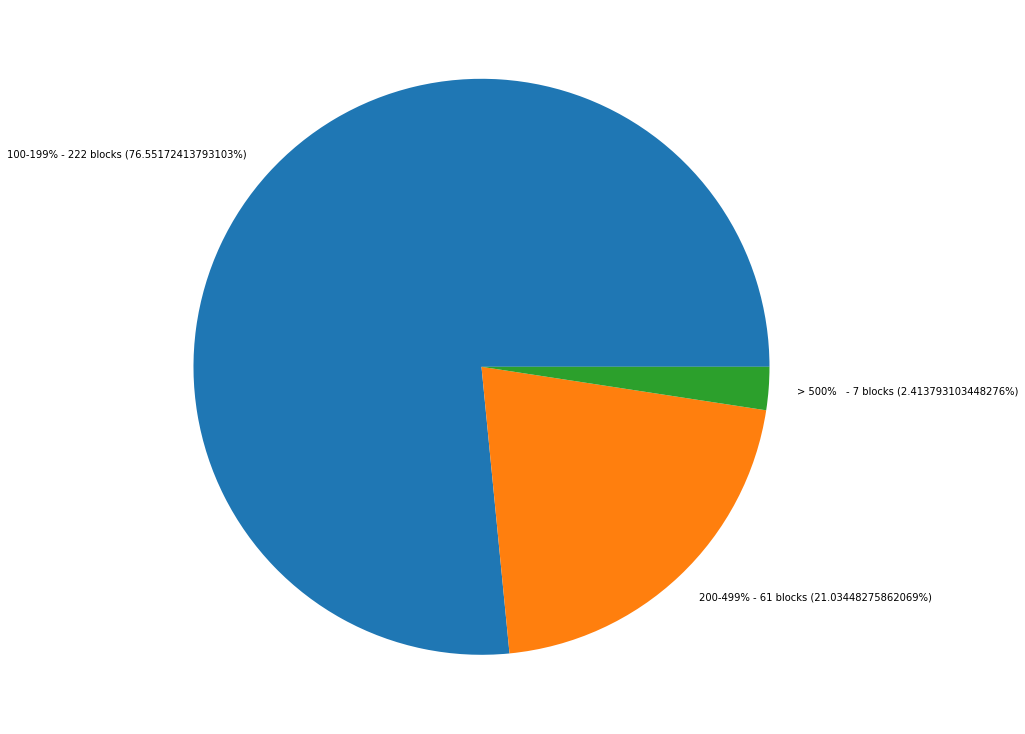 100-199% - 222 blocks (76.55172413793103%)
> 500%   - 7 blocks (2.413793103448276%)
200-499% - 61 blocks (21.03448275862069%)